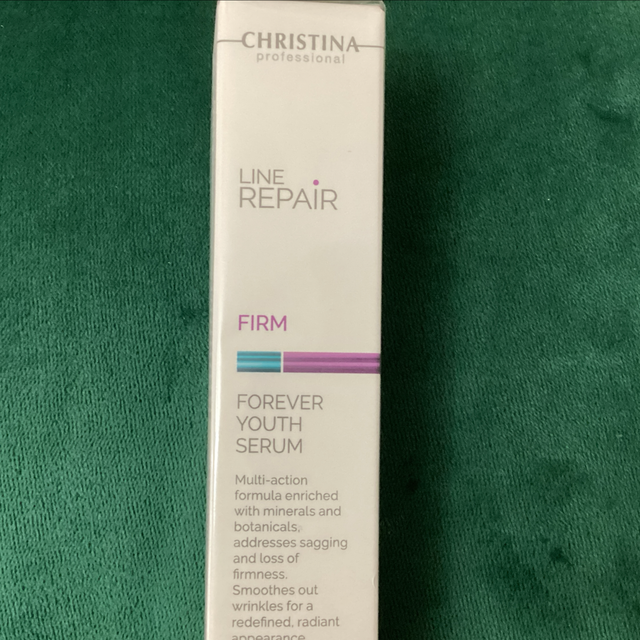 CHRISTINA
professional
LINE
REPAIR
FIRM
FOREVER
YOUTH
SERUM
Multi-action
formula enriched
with minerals and
botanicals,
addresses sagging
and loss of
firmness.
Smoothes out
wrinkles for a
redefined, radiant
appearance